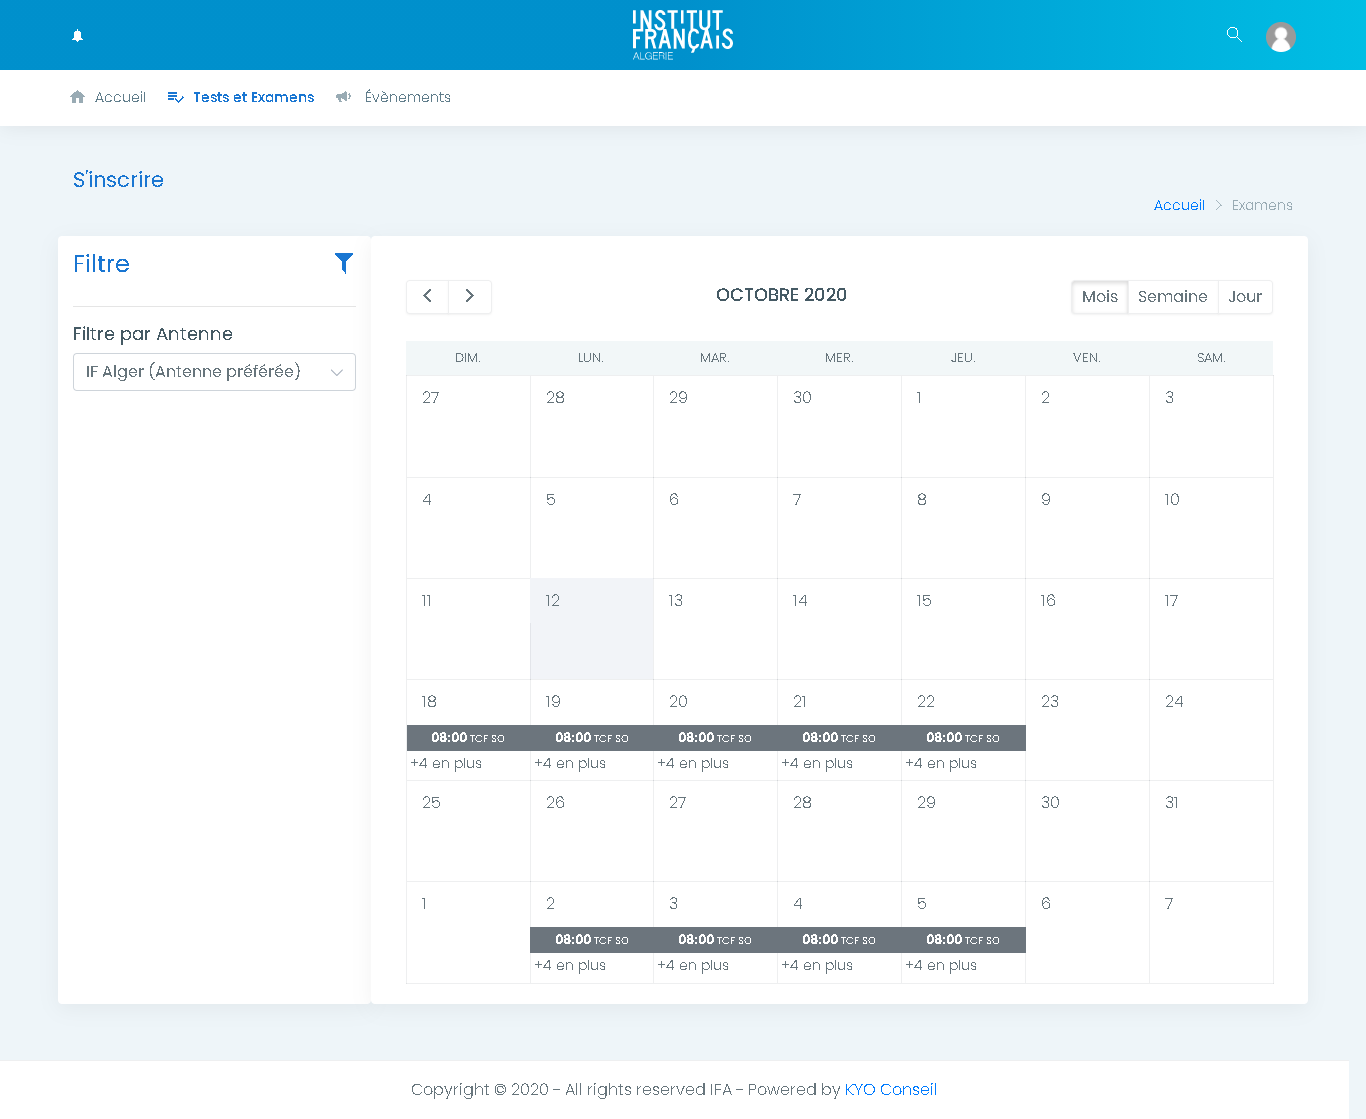 INSTITUT
FRANÇAIS
ALGERIE
Accueil Tests et Examens Évènements
S'inscrire
Accueil > Examens
Filtre
Filtre par Antenne
IF Alger (Antenne préférée)
OCTOBRE 2020
Mois Semaine Jour
DIM. LUN. MAR. MER. JEU. VEN. SAM.
27 28 29 30 1 2 3
4 5 6 7 8 9 10
11 12 13 14 15 16 17
18 19 20 21 22 23 24
08:00 TCF SO 08:00 TCF SO 08:00 TCF SO 08:00 TCF SO 08:00 TCF SO
+4 en plus +4 en plus +4 en plus +4 en plus +4 en plus
25 26 27 28 29 30 31
1 2 3 4 5 6 7
08:00 TCF SO 08:00 TCF SO 08:00 TCF SO 08:00 TCF SO
+4 en plus +4 en plus +4 en plus +4 en plus
Copyright © 2020 - All rights reserved IFA - Powered by KYO Conseil